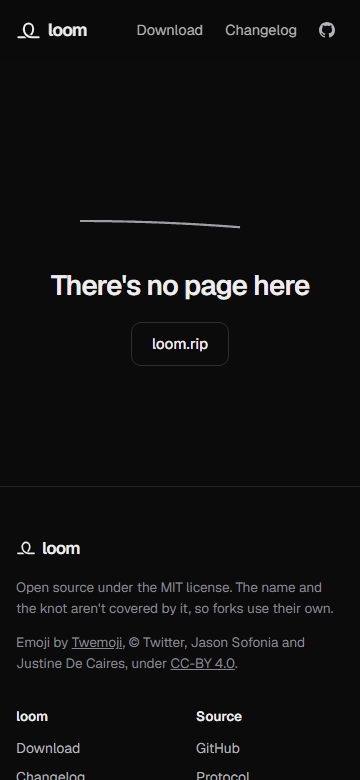 loom
Download
Changelog
There's no page here
loom.rip
loom
Open source under the MIT license. The name and
the knot aren't covered by it, so forks use their own.
Emoji by Twemoji, © Twitter, Jason Sofonia and
Justine De Caires, under CC-BY 4.0.
loom
Source
Download
GitHub
Changelog
Protocol